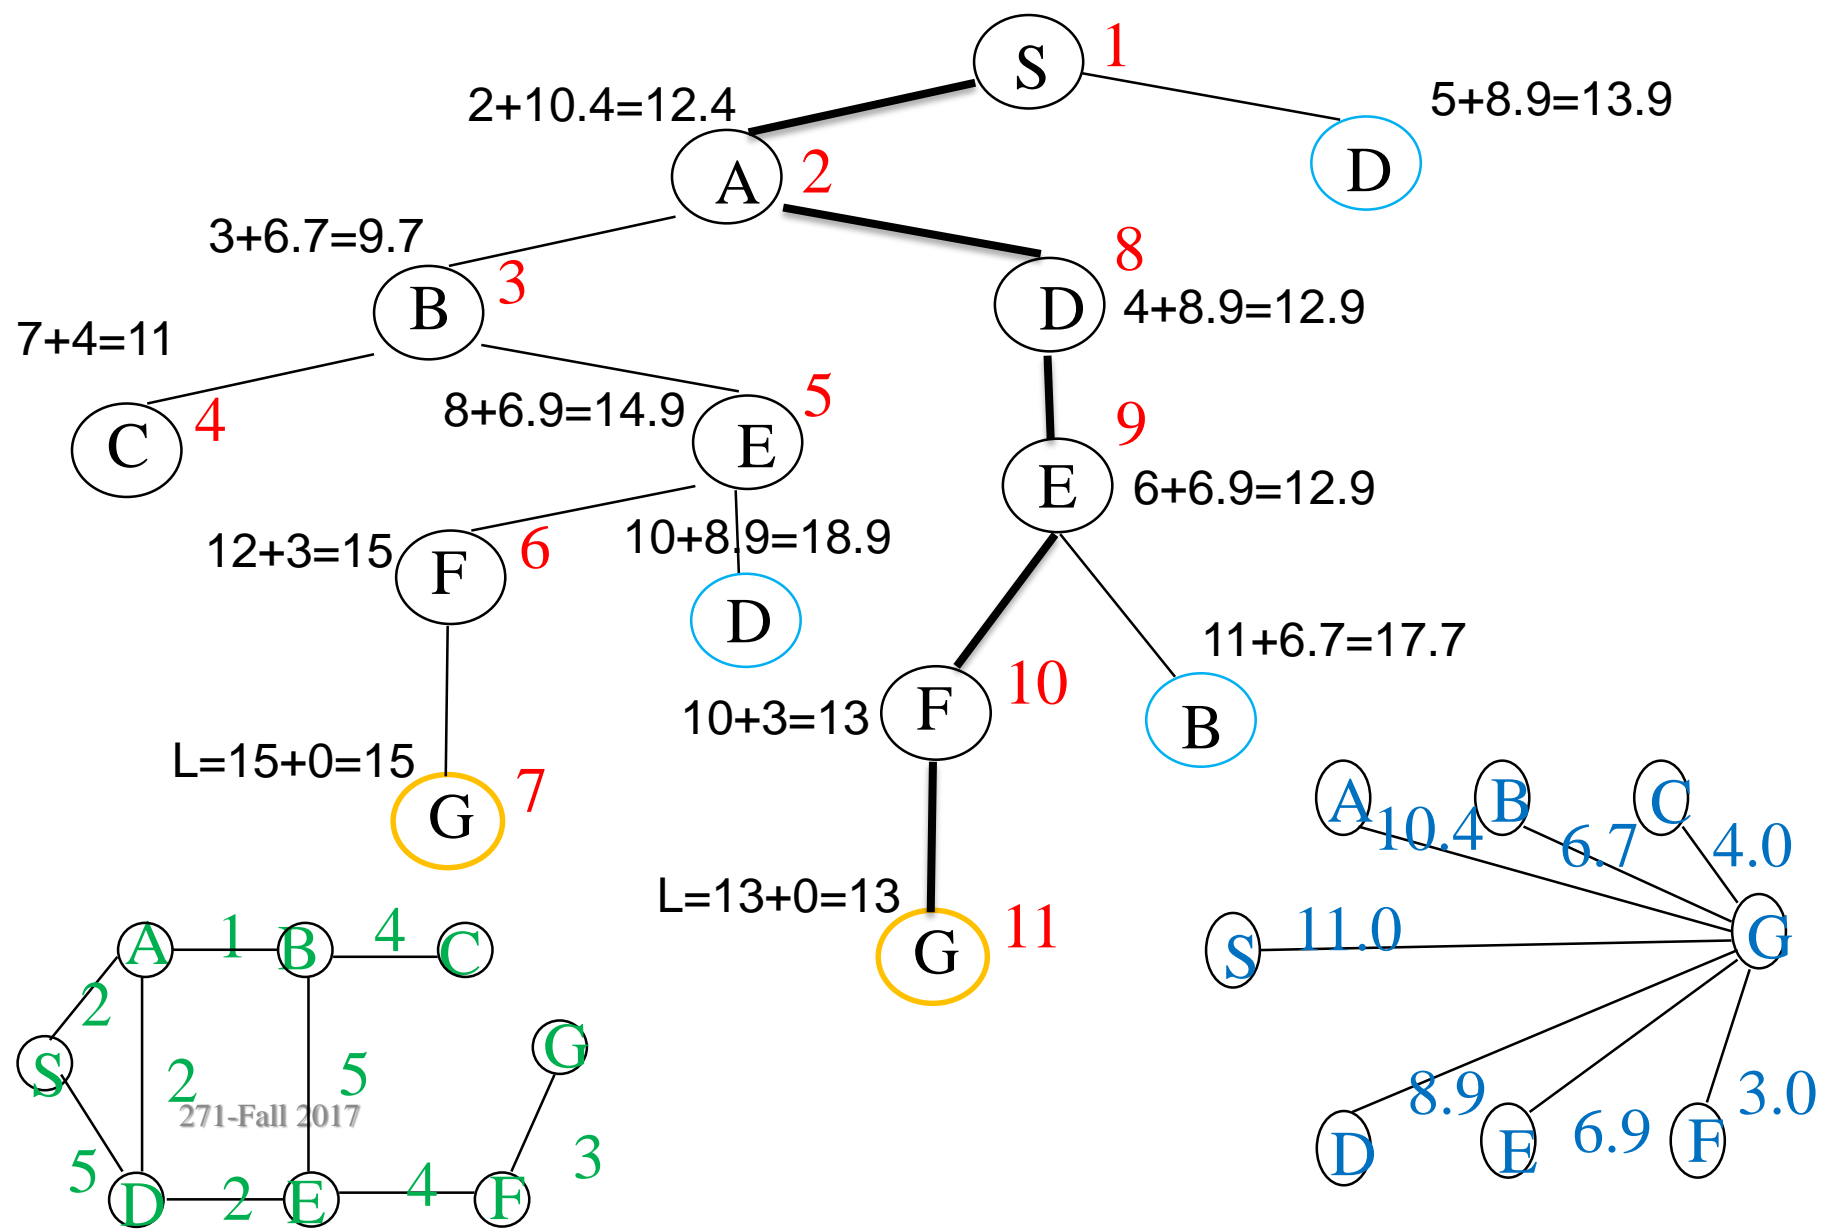 S 1
2+10.4=12.4
5+8.9=13.9
A 2
D
3+6.7=9.7
B 3
8
D 4+8.9=12.9
7+4=11
C 4
8+6.9=14.9
E 5
9
E 6+6.9=12.9
12+3=15
F 6
10+8.9=18.9
D
11+6.7=17.7
B
10+3=13
F 10
L=15+0=15
G 7
L=13+0=13
G 11
A 1 B 4 C
2
S
2
5
G
5
D 2 E 4 F
3
271-Fall 2017
A 10.4 B 6.7 C 4.0
S 11.0 G
8.9 6.9 3.0
D E F